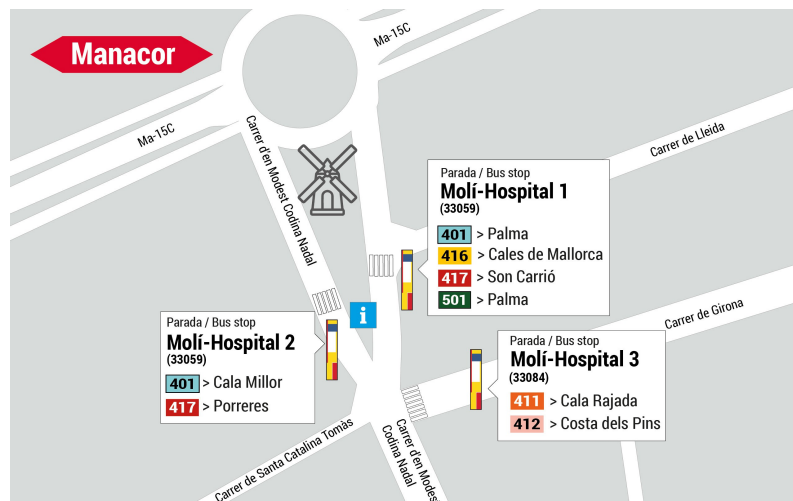 Manacor
Ma-15C
Ma-15C
Carrer d'en Modest Codina Nadal
Carrer de Lleida
Parada / Bus stop
Molí-Hospital 1
(33059)
401 > Palma
416 > Cales de Mallorca
417 > Son Carrió
501 > Palma
i
Carrer de Girona
Parada / Bus stop
Molí-Hospital 2
(33059)
401 > Cala Millor
417 > Porreres
Parada / Bus stop
Molí-Hospital 3
(33084)
411 > Cala Rajada
412 > Costa dels Pins
Carrer de Santa Catalina Tomàs
Carrer d'en Modest
Codina Nadal